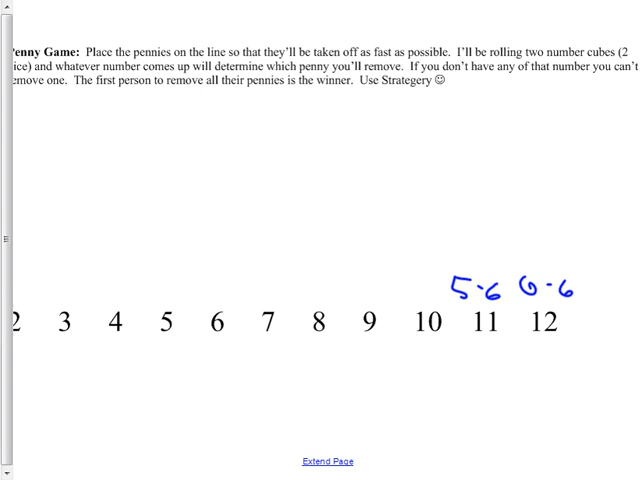 enny Game: Place the pennies on the line so that they'll be taken off as fast as possible. I'll be rolling two number cubes (2
ice) and whatever number comes up will determine which penny you'll remove. If you don't have any of that number you can't
emove one. The first person to remove all their pennies is the winner. Use Strategery ☺
5-6 6-6
2 3 4 5 6 7 8 9 10 11 12
Extend Page